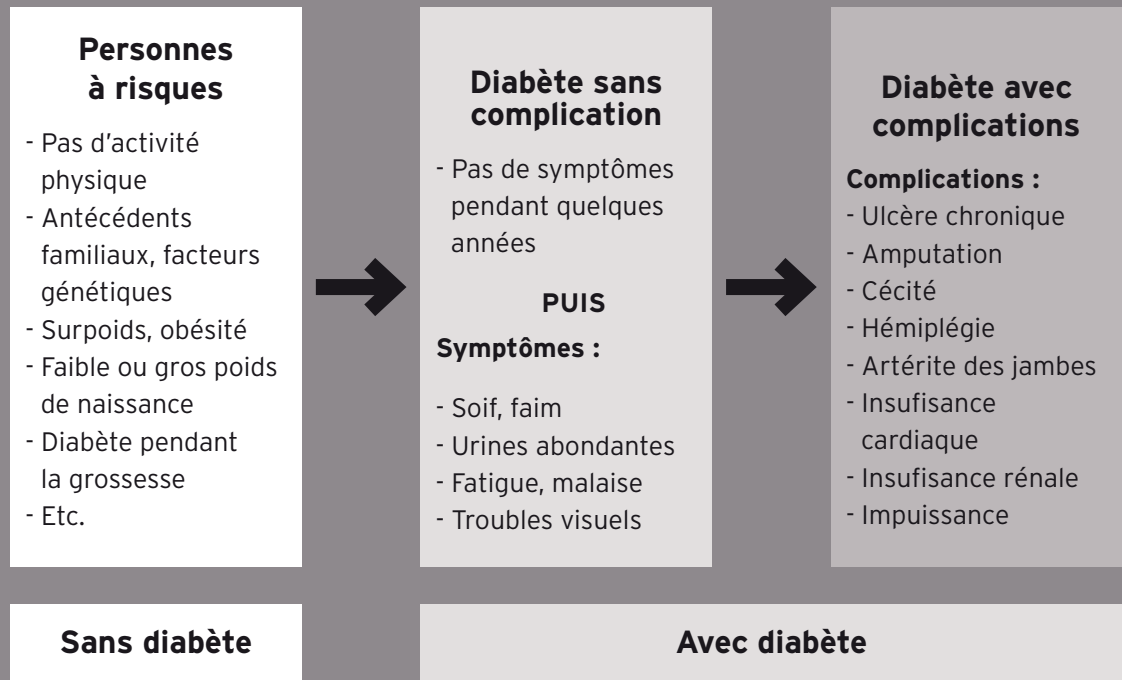 Personnes
à risques
- Pas d'activité
physique
- Antécédents
familiaux, facteurs
génétiques
- Surpoids, obésité
- Faible ou gros poids
de naissance
- Diabète pendant
la grossesse
- Etc.
Diabète sans
complication
- Pas de symptômes
pendant quelques
années
PUIS
Symptômes :
- Soif, faim
- Urines abondantes
- Fatigue, malaise
- Troubles visuels
Diabète avec
complications
Complications :
- Ulcère chronique
- Amputation
- Cécité
- Hémiplégie
- Artérite des jambes
- Insufisance
cardiaque
- Insufisance rénale
- Impuissance
Sans diabète
Avec diabète